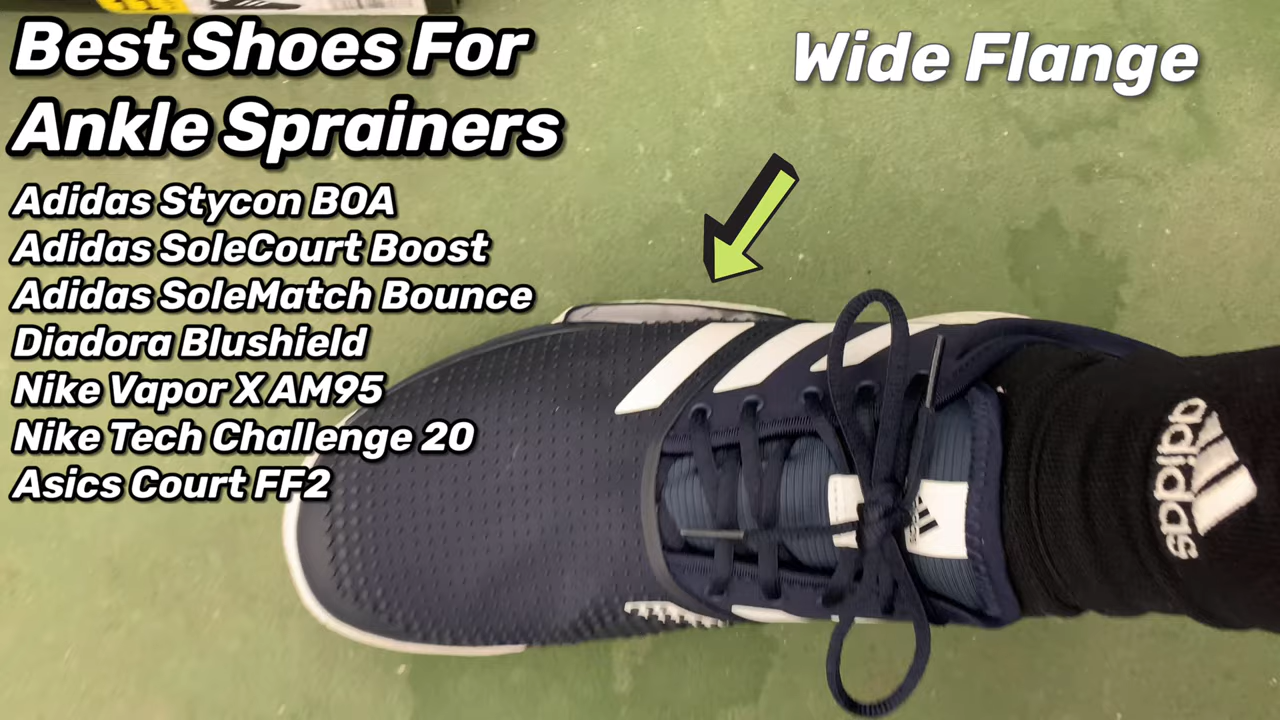 Best Shoes For
Ankle Sprainers
Adidas Stycon BOA
Adidas SoleCourt Boost
Adidas SoleMatch Bounce
Diadora Blushield
Nike Vapor X AM95
Nike Tech Challenge 20
Asics Court FF2
Wide Flange
adidas